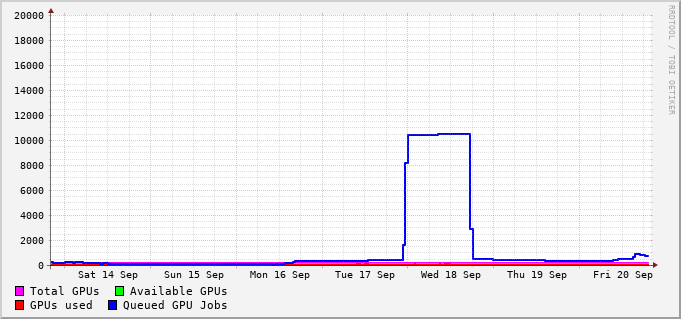 20000
18000
16000
14000
12000
10000
8000
6000
4000
2000
0
Sat 14 Sep Sun 15 Sep Mon 16 Sep Tue 17 Sep Wed 18 Sep Thu 19 Sep Fri 20 Sep
Total GPUs Available GPUs
GPUs used Queued GPU Jobs
RRDTOOL / TOBI OETIKER